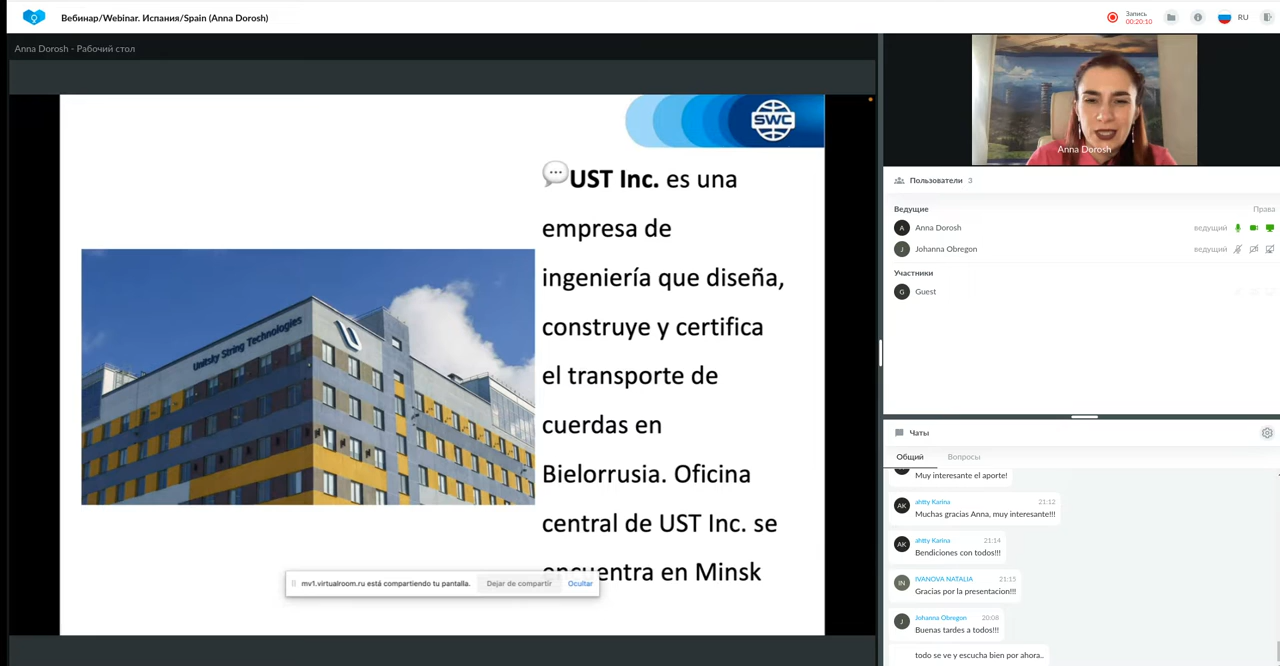 Вебинар/Webinar. Испания/Spain (Anna Dorosh)
Запись
00:20:10
RU
Anna Dorosh - Рабочий стол
SWC
UST Inc. es una
empresa de
ingeniería que diseña,
construye y certifica
el transporte de
cuerdas en
Bielorrusia. Oficina
central de UST Inc. se
encuentra en Minsk
Unitsky String Technologies
mv1.virtualroom.ru está compartiendo tu pantalla.
Dejar de compartir
Ocultar
Anna Dorosh
Пользователи 3
Ведущие
Права
A
Anna Dorosh
ведущий
J
Johanna Obregon
ведущий
Участники
G
Guest
Чаты
Общий
Вопросы
Muy interesante el aporte!
AK
ahtty Karina
21:12
Muchas gracias Anna, muy interesante!!!
AK
ahtty Karina
21:14
Bendiciones con todos!!!
IN
IVANOVA NATALIA
21:15
Gracias por la presentacion!!!
J
Johanna Obregon
20:08
Buenas tardes a todos!!!
todo se ve y escucha bien por ahora..